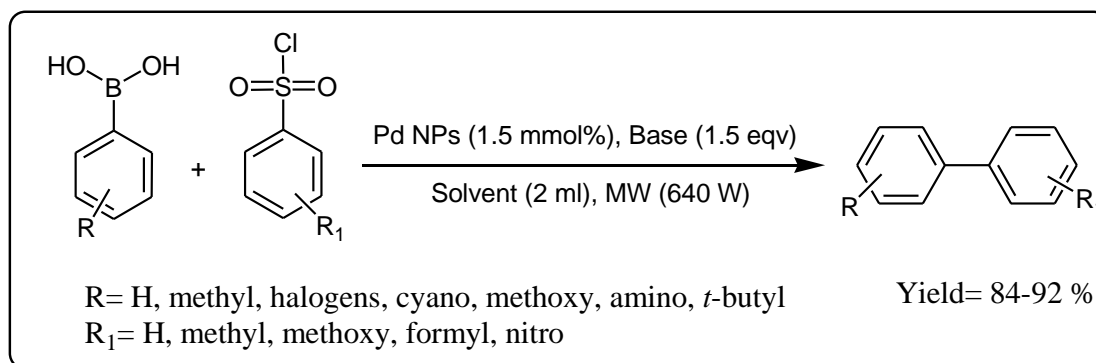 HO
OH
B
Cl
O
S
O
R
+
R₁
Pd NPs (1.5 mmol%), Base (1.5 eqv)
Solvent (2 ml), MW (640 W)
R
R
R= H, methyl, halogens, cyano, methoxy, amino, t-butyl
R₁= H, methyl, methoxy, formyl, nitro
Yield= 84-92 %